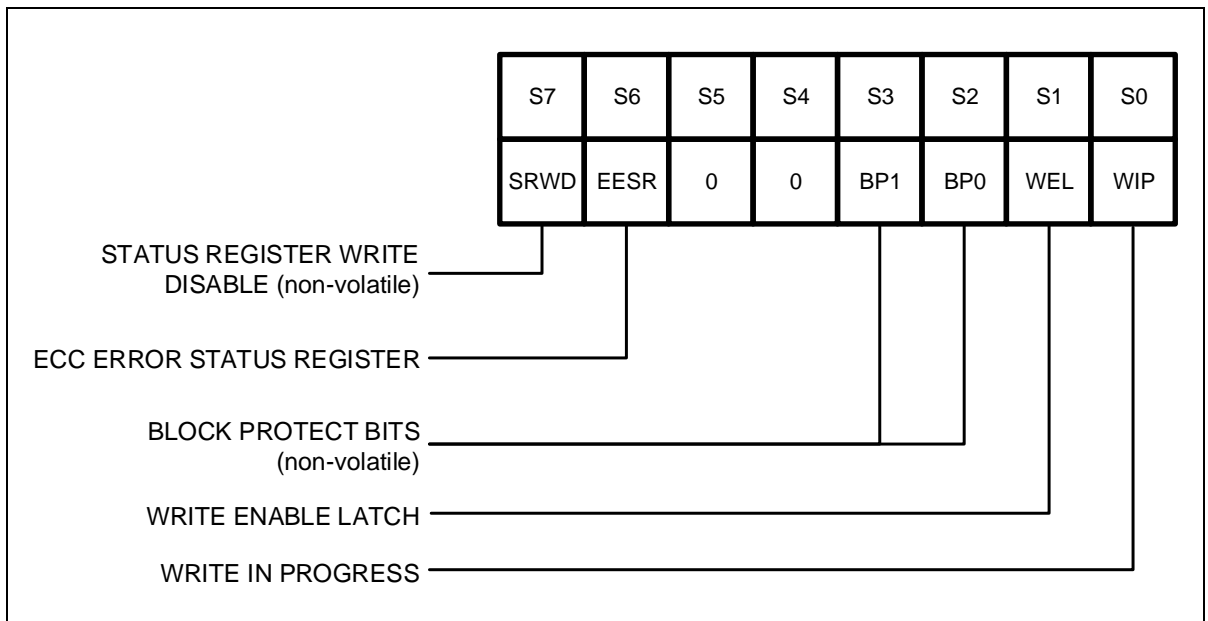 S7 S6 S5 S4 S3 S2 S1 S0
SRWD EESR 0 0 BP1 BP0 WEL WIP
STATUS REGISTER WRITE
DISABLE (non-volatile)
ECC ERROR STATUS REGISTER
BLOCK PROTECT BITS
(non-volatile)
WRITE ENABLE LATCH
WRITE IN PROGRESS